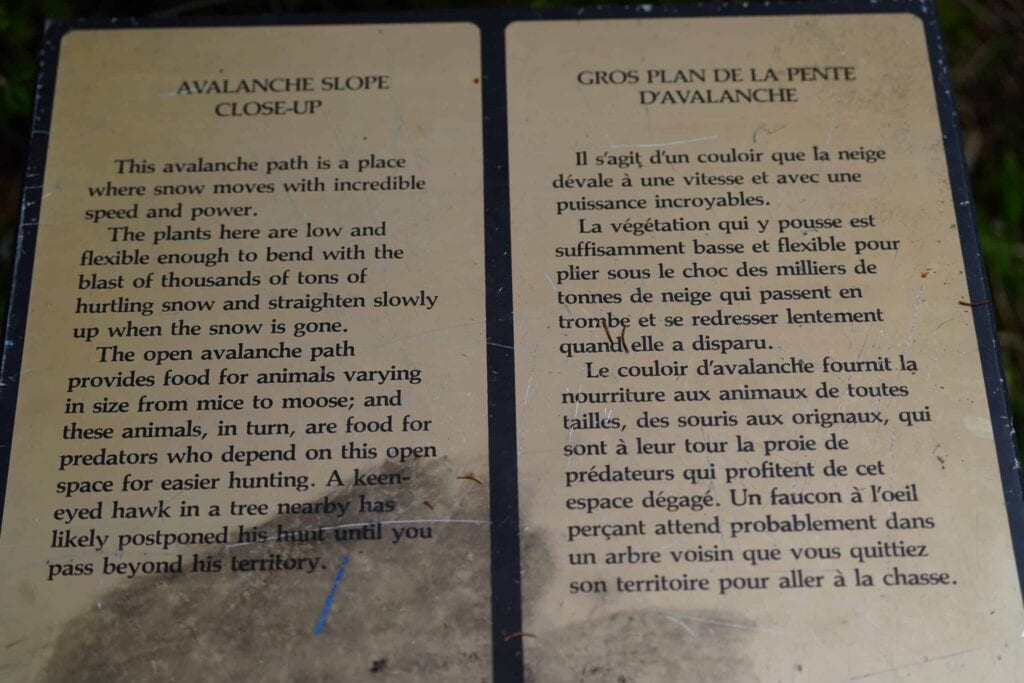 AVALANCHE SLOPE
CLOSE-UP
This avalanche path is a place
where snow moves with incredible
speed and power.
The plants here are low and
flexible enough to bend with the
blast of thousands of tons of
hurtling snow and straighten slowly
up when the snow is gone.
The open avalanche path
provides food for animals varying
in size from mice to moose; and
these animals, in turn, are food for
predators who depend on this open
space for easier hunting. A keen-
eyed hawk in a tree nearby has
likely postponed his hunt until you
pass beyond his territory.
GROS PLAN DE LA PENTE
D'AVALANCHE
Il s'agit d'un couloir que la neige
dévale à une vitesse et avec une
puissance incroyables.
La végétation qui y pousse est
suffisamment basse et flexible pour
plier sous le choc des milliers de
tonnes de neige qui passent en
trombe et se redresser lentement
quand elle a disparu.
Le couloir d'avalanche fournit la
nourriture aux animaux de toutes
tailles, des souris aux orignaux, qui
sont à leur tour la proie de
prédateurs qui profitent de cet
espace dégagé. Un faucon à l'oeil
perçant attend probablement dans
un arbre voisin que vous quittiez
son territoire pour aller à la chasse.